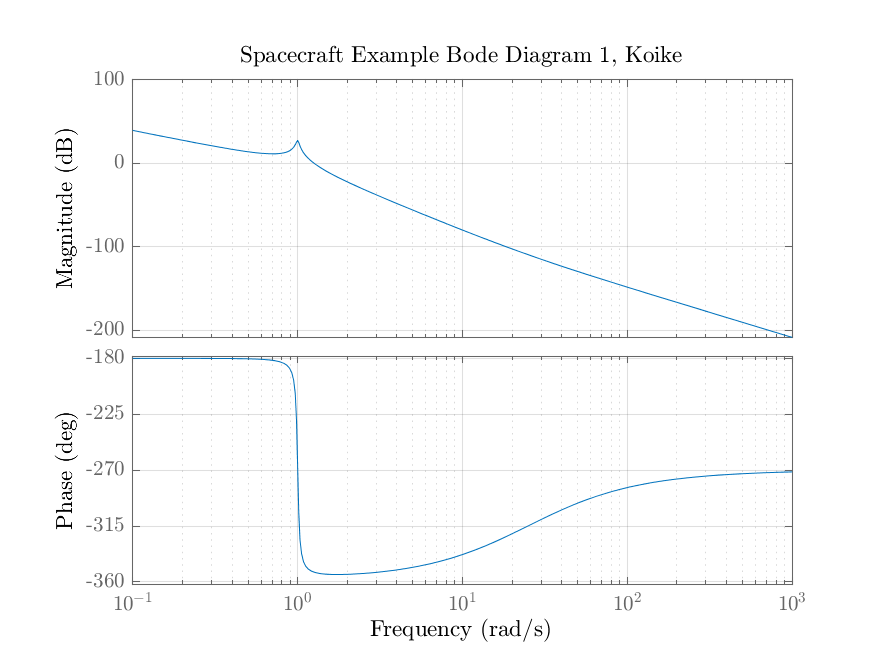 Spacecraft Example Bode Diagram 1, Koike
Magnitude (dB)
100
0
-100
-200
Phase (deg)
-180
-225
-270
-315
-360
10^-1 10^0 10^1 10^2 10^3
Frequency (rad/s)